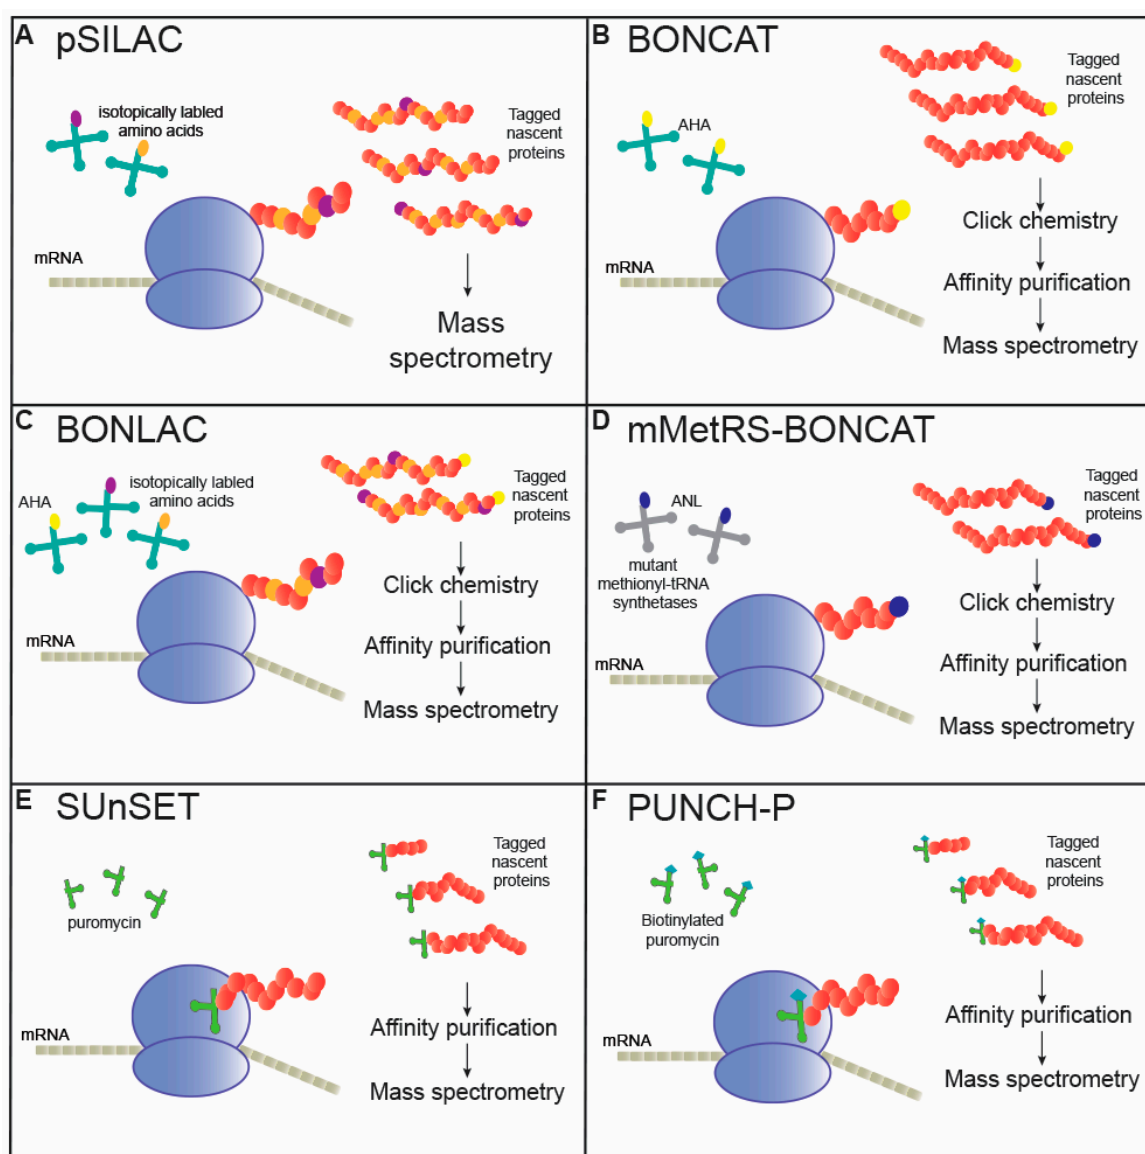 A pSILAC
isotopically labled
amino acids
Tagged
nascent
proteins
mRNA
Mass
spectrometry
B BONCAT
AHA
Tagged
nascent
proteins
mRNA
Click chemistry
Affinity purification
Mass spectrometry
C BONLAC
AHA
isotopically labled
amino acids
Tagged
nascent
proteins
mRNA
Click chemistry
Affinity purification
Mass spectrometry
D mMetRS-BONCAT
ANL
mutant
methionyl-tRNA
synthetases
Tagged
nascent
proteins
mRNA
Click chemistry
Affinity purification
Mass spectrometry
E SUnSET
puromycin
Tagged
nascent
proteins
mRNA
Affinity purification
Mass spectrometry
F PUNCH-P
Biotinylated
puromycin
Tagged
nascent
proteins
mRNA
Affinity purification
Mass spectrometry